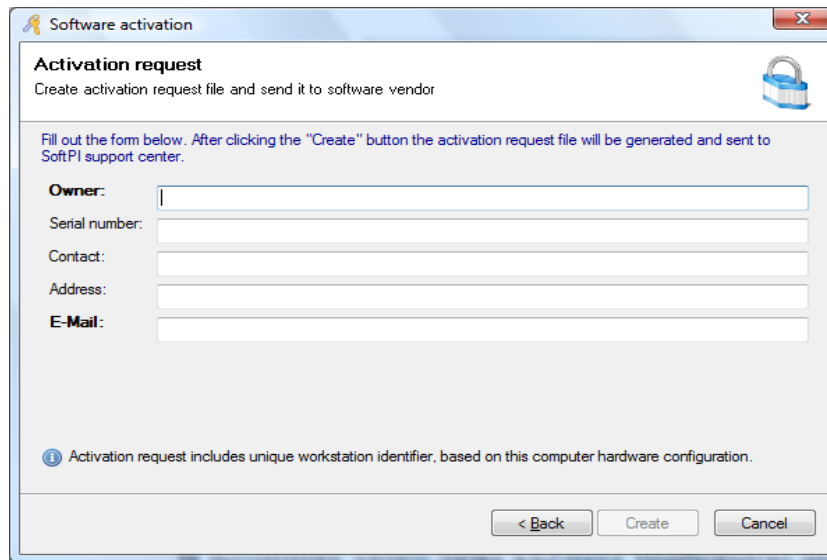 Software activation
Activation request
Create activation request file and send it to software vendor
Fill out the form below. After clicking the "Create" button the activation request file will be generated and sent to
SoftPI support center.
Owner:
Serial number:
Contact:
Address:
E-Mail:
Activation request includes unique workstation identifier, based on this computer hardware configuration.
< Back
Create
Cancel